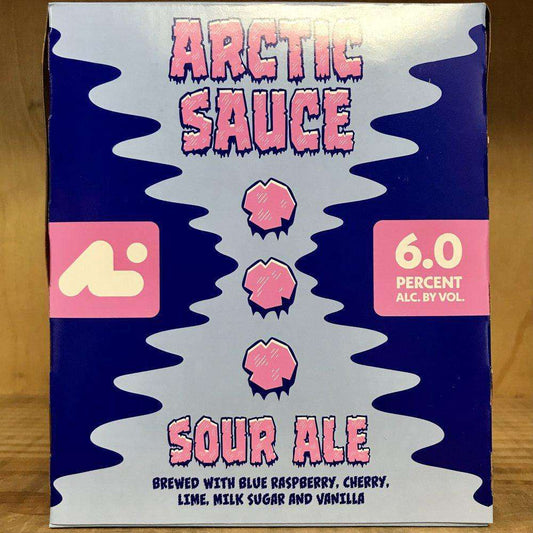 ARCTIC
SAUCE
6.0
PERCENT
ALC. BY VOL.
SOUR ALE
BREWED WITH BLUE RASPBERRY, CHERRY,
LIME, MILK SUGAR AND VANILLA